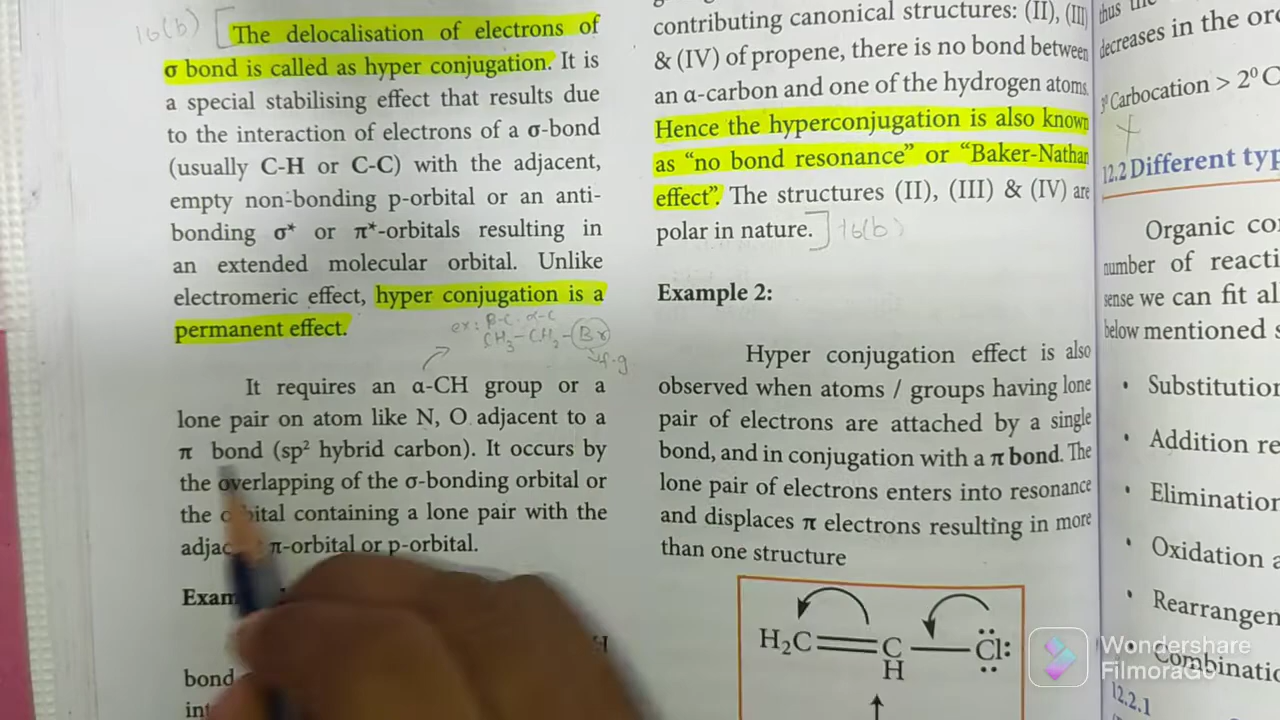 16(b) [The delocalisation of electrons of
σ bond is called as hyper conjugation. It is
a special stabilising effect that results due
to the interaction of electrons of a σ-bond
(usually C-H or C-C) with the adjacent,
empty non-bonding p-orbital or an anti-
bonding σ* or π*-orbitals resulting in
an extended molecular orbital. Unlike
electromeric effect, hyper conjugation is a
permanent effect.
ex: β-C α-C
CH₃-CH₂-Br
f.g
It requires an α-CH group or a
lone pair on atom like N, O adjacent to a
π bond (sp² hybrid carbon). It occurs by
the overlapping of the σ-bonding orbital or
the orbital containing a lone pair with the
π-orbital or p-orbital.
bond
contributing canonical structures: (II), (III)
& (IV) of propene, there is no bond between
an α-carbon and one of the hydrogen atoms.
Hence the hyperconjugation is also known
as “no bond resonance” or “Baker-Nathan
effect”. The structures (II), (III) & (IV) are
polar in nature.] 16(b)
Example 2:
Hyper conjugation effect is also
observed when atoms / groups having lone
pair of electrons are attached by a single
bond, and in conjugation with a π bond. The
lone pair of electrons enters into resonance
and displaces π electrons resulting in more
than one structure
H₂C=C—Cl:
H
thus
decreases in the
3⁰ Carbocation > 2⁰ C
12.2 Different typ
Organic co
number of reacti
sense we can fit al
below mentioned s
• Substitution
• Addition re
• Elimination
• Oxidation a
• Rearrangem
• Combinatio
12.2.1
Wondershare
FilmoraGo